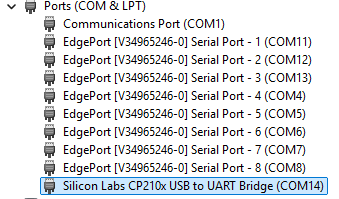 Ports (COM & LPT)
Communications Port (COM1)
EdgePort [V34965246-0] Serial Port - 1 (COM11)
EdgePort [V34965246-0] Serial Port - 2 (COM12)
EdgePort [V34965246-0] Serial Port - 3 (COM13)
EdgePort [V34965246-0] Serial Port - 4 (COM4)
EdgePort [V34965246-0] Serial Port - 5 (COM5)
EdgePort [V34965246-0] Serial Port - 6 (COM6)
EdgePort [V34965246-0] Serial Port - 7 (COM7)
EdgePort [V34965246-0] Serial Port - 8 (COM8)
Silicon Labs CP210x USB to UART Bridge (COM14)